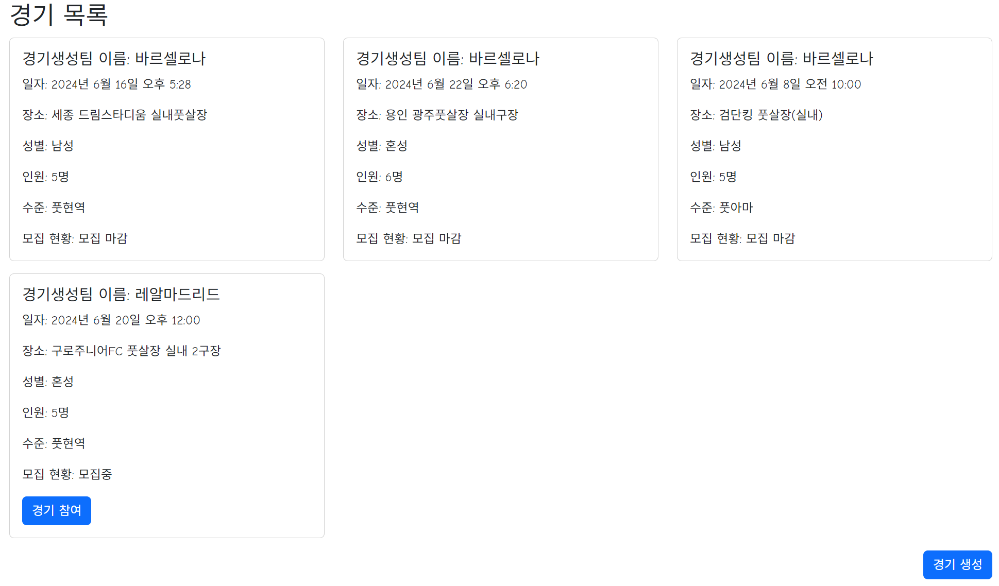 경기 목록
경기생성팀 이름: 바르셀로나
일자: 2024년 6월 16일 오후 5:28
장소: 세종 드림스타디움 실내풋살장
성별: 남성
인원: 5명
수준: 풋현역
모집 현황: 모집 마감
경기생성팀 이름: 바르셀로나
일자: 2024년 6월 22일 오후 6:20
장소: 용인 광주풋살장 실내구장
성별: 혼성
인원: 6명
수준: 풋현역
모집 현황: 모집 마감
경기생성팀 이름: 바르셀로나
일자: 2024년 6월 8일 오전 10:00
장소: 검단킹 풋살장(실내)
성별: 남성
인원: 5명
수준: 풋아마
모집 현황: 모집 마감
경기생성팀 이름: 레알마드리드
일자: 2024년 6월 20일 오후 12:00
장소: 구로주니어FC 풋살장 실내 2구장
성별: 혼성
인원: 5명
수준: 풋현역
모집 현황: 모집중
경기 참여
경기 생성